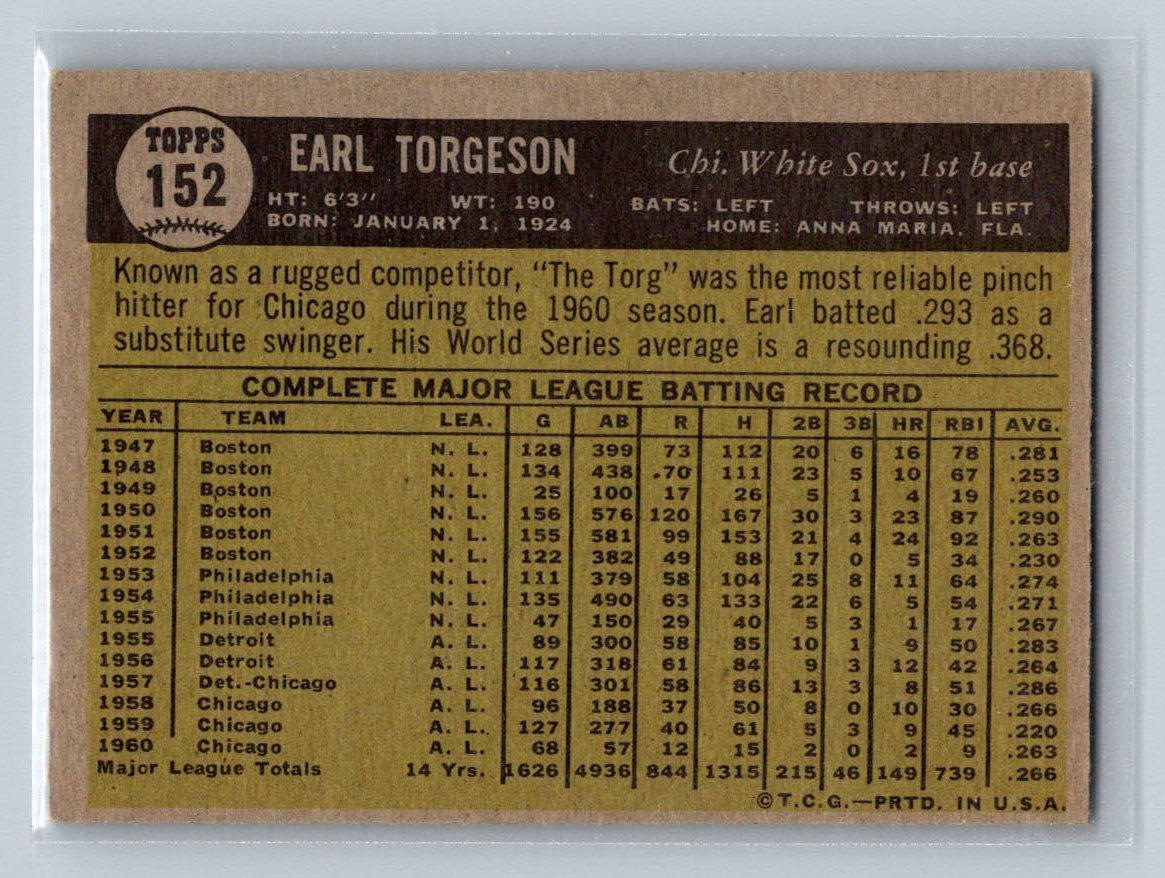 TOPPS
152
EARL TORGESON Chi. White Sox, 1st base
HT: 6'3" WT: 190 BATS: LEFT THROWS: LEFT
BORN: JANUARY 1, 1924 HOME: ANNA MARIA, FLA.
Known as a rugged competitor, "The Torg" was the most reliable pinch
hitter for Chicago during the 1960 season. Earl batted .293 as a
substitute swinger. His World Series average is a resounding .368.
COMPLETE MAJOR LEAGUE BATTING RECORD
YEAR TEAM LEA. G AB R H 2B 3B HR RBI AVG.
1947 Boston N. L. 128 399 73 112 20 6 16 78 .281
1948 Boston N. L. 134 438 .70 111 23 5 10 67 .253
1949 Boston N. L. 25 100 17 26 5 1 4 19 .260
1950 Boston N. L. 156 576 120 167 30 3 23 87 .290
1951 Boston N. L. 155 581 99 153 21 4 24 92 .263
1952 Boston N. L. 122 382 49 88 17 0 5 34 .230
1953 Philadelphia N. L. 111 379 58 104 25 8 11 64 .274
1954 Philadelphia N. L. 135 490 63 133 22 6 5 54 .271
1955 Philadelphia N. L. 47 150 29 40 5 3 1 17 .267
1955 Detroit A. L. 89 300 58 85 10 1 9 50 .283
1956 Detroit A. L. 117 318 61 84 9 3 12 42 .264
1957 Det.-Chicago A. L. 116 301 58 86 13 3 8 51 .286
1958 Chicago A. L. 96 188 37 50 8 0 10 30 .266
1959 Chicago A. L. 127 277 40 61 5 3 9 45 .220
1960 Chicago A. L. 68 57 12 15 2 0 2 9 .263
Major League Totals 14 Yrs. 1626 4936 844 1315 215 46 149 739 .266
©T.C.G.—PRTD. IN U.S.A.